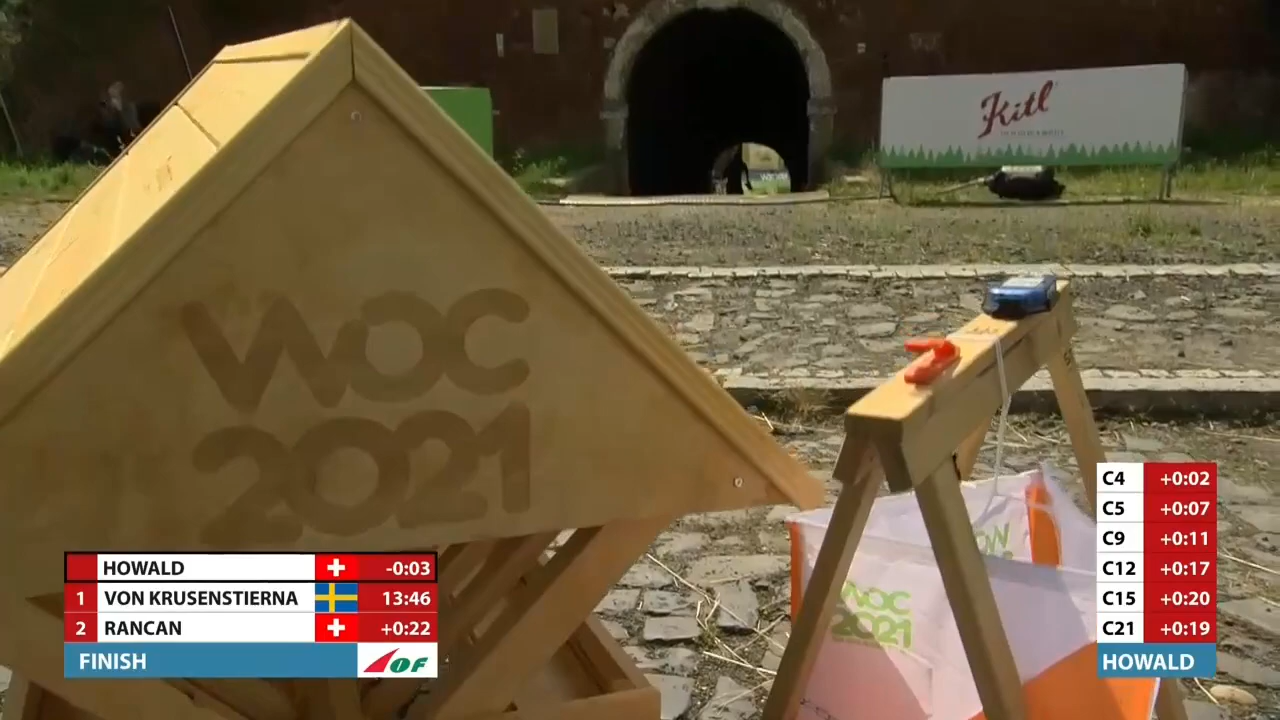 Kitl
WOC
2021
WOC
2021
C4 +0:02
C5 +0:07
C9 +0:11
C12 +0:17
C15 +0:20
C21 +0:19
HOWALD
HOWALD -0:03
1 VON KRUSENSTIERNA 13:46
2 RANCAN +0:22
FINISH IOF